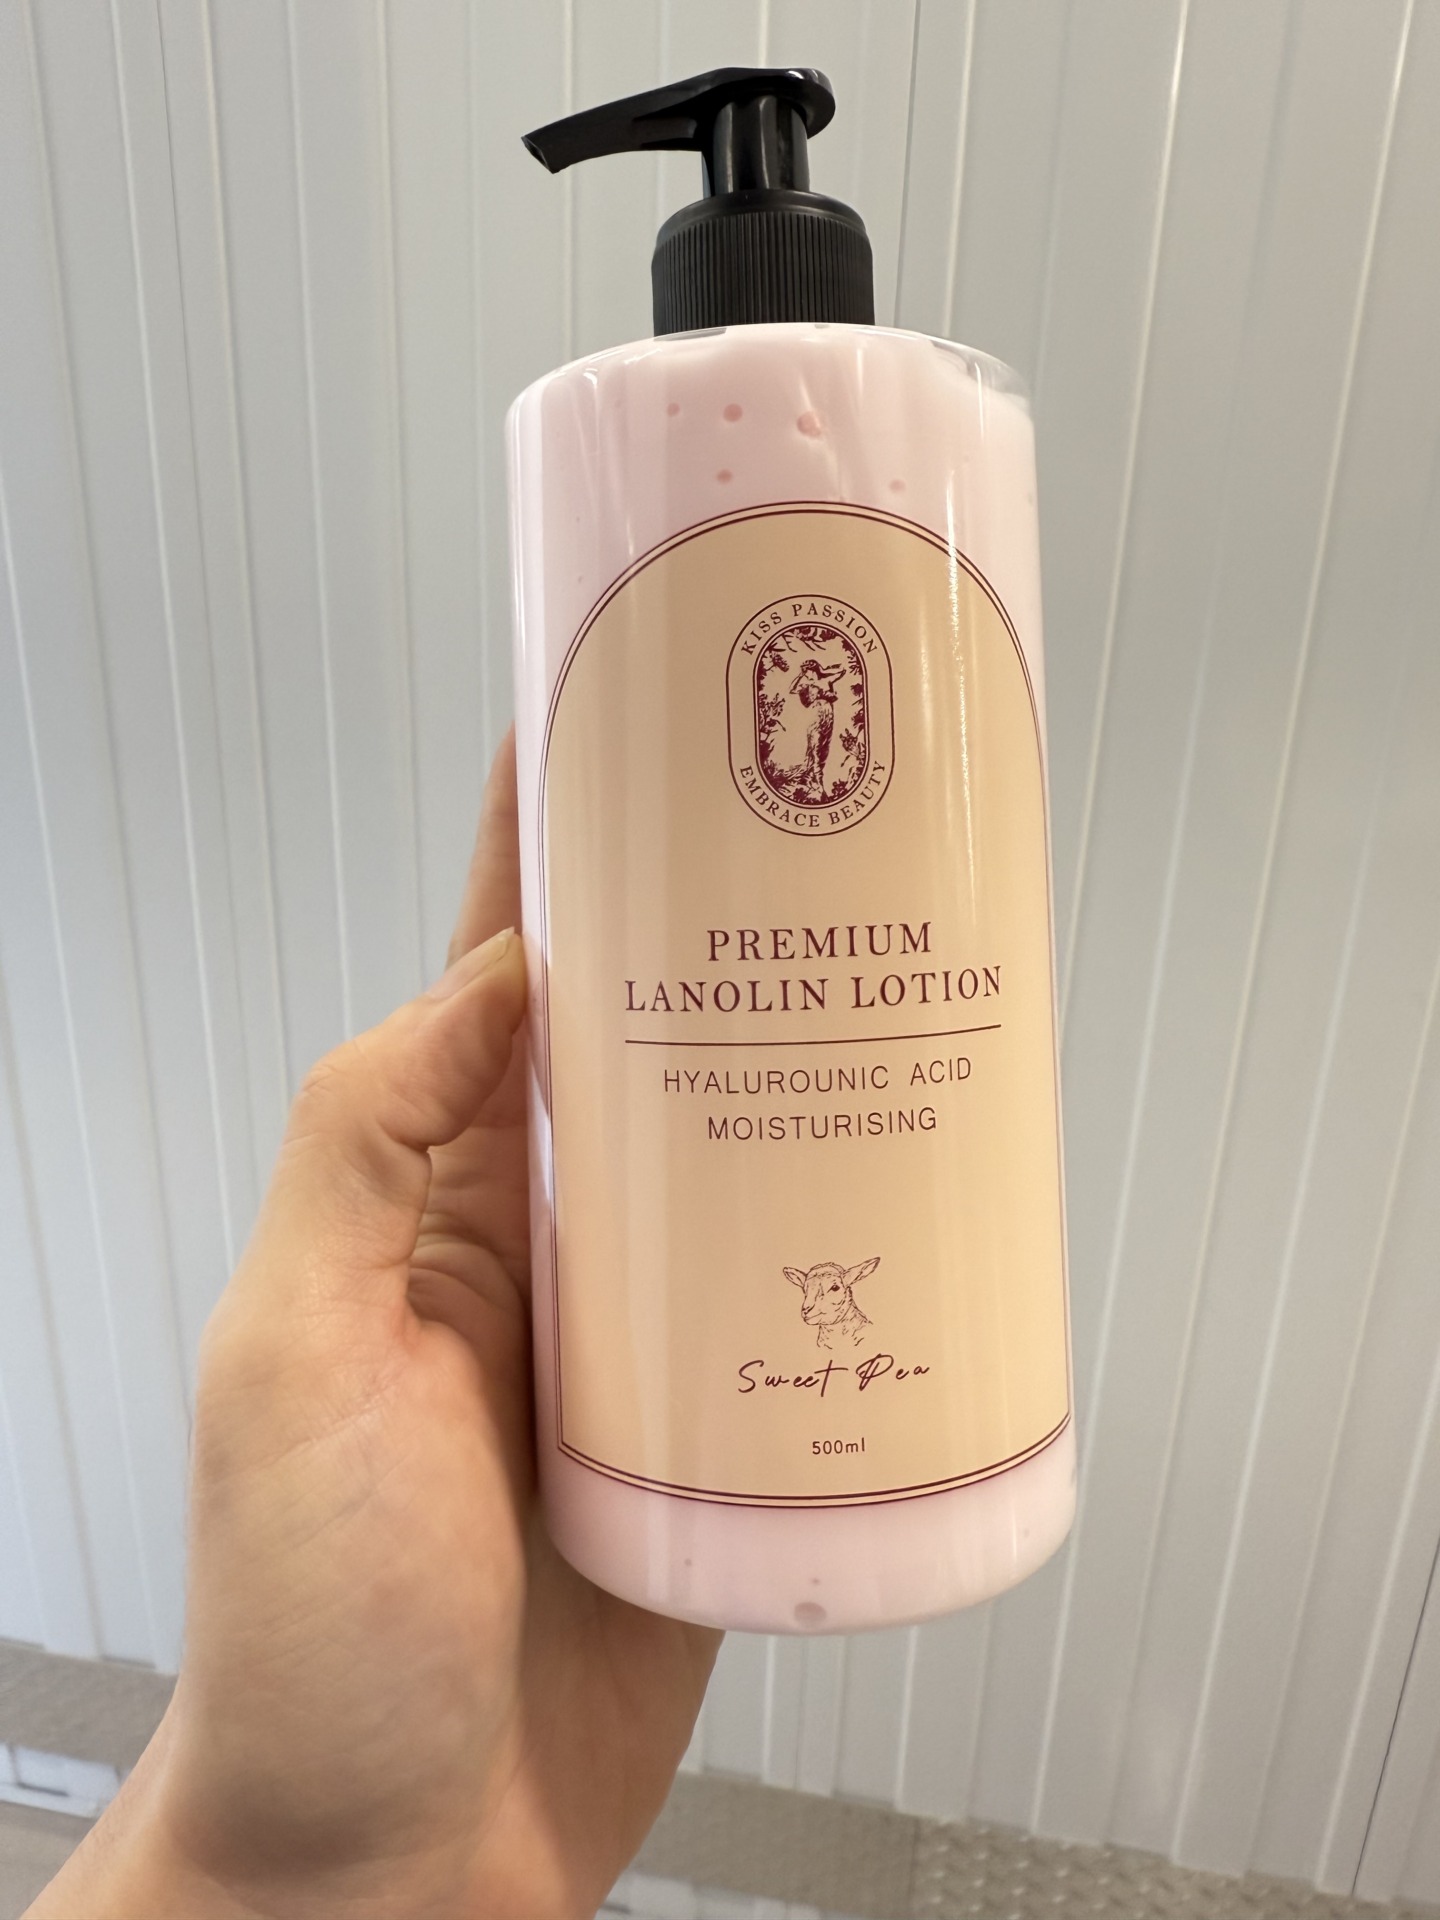 KISS PASSION
EMBRACE BEAUTY
PREMIUM
LANOLIN LOTION
HYALUROUNIC ACID
MOISTURISING
Sweet Pea
500ml